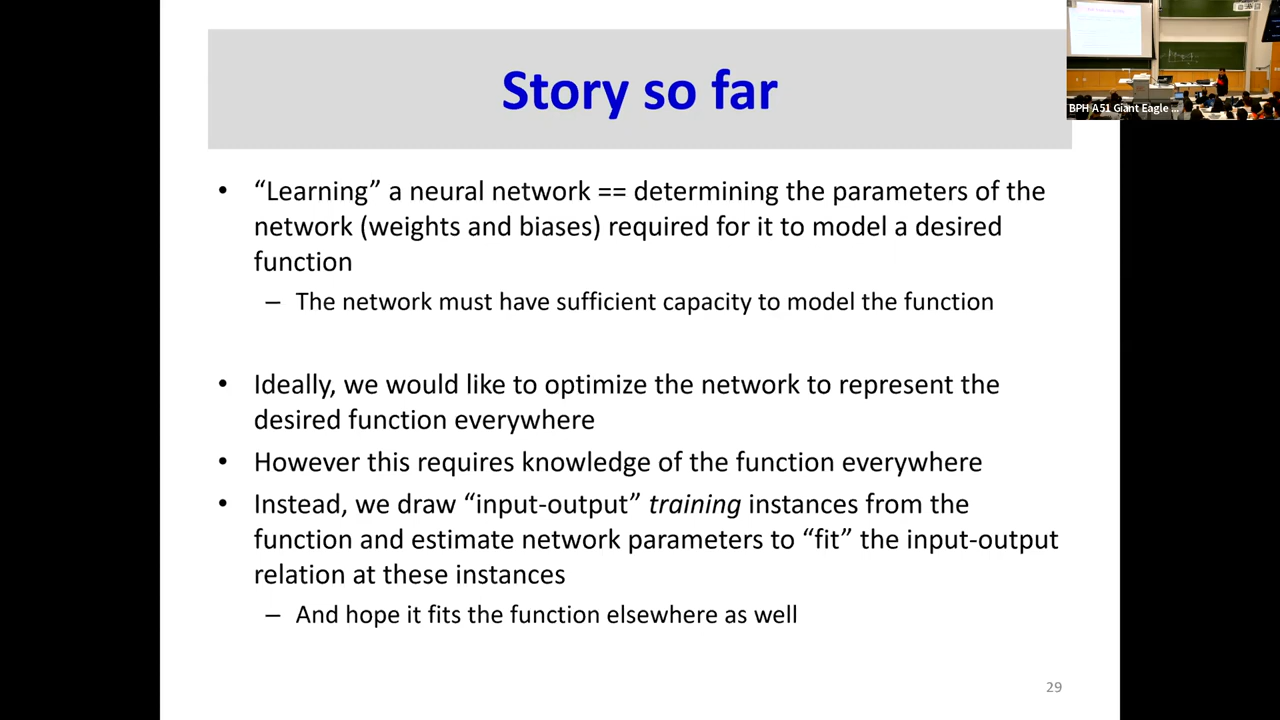 Story so far
BPH A51 Giant Eagle ...
• “Learning” a neural network == determining the parameters of the
network (weights and biases) required for it to model a desired
function
– The network must have sufficient capacity to model the function
• Ideally, we would like to optimize the network to represent the
desired function everywhere
• However this requires knowledge of the function everywhere
• Instead, we draw “input-output” training instances from the
function and estimate network parameters to “fit” the input-output
relation at these instances
– And hope it fits the function elsewhere as well
29